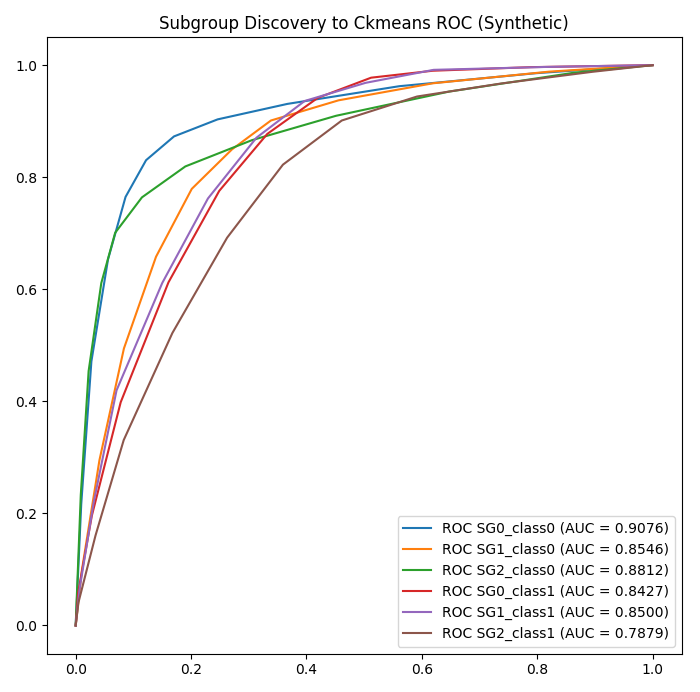 Subgroup Discovery to Ckmeans ROC (Synthetic)
1.0
0.8
0.6
0.4
0.2
0.0
ROC SG0_class0 (AUC = 0.9076)
ROC SG1_class0 (AUC = 0.8546)
ROC SG2_class0 (AUC = 0.8812)
ROC SG0_class1 (AUC = 0.8427)
ROC SG1_class1 (AUC = 0.8500)
ROC SG2_class1 (AUC = 0.7879)
0.0 0.2 0.4 0.6 0.8 1.0